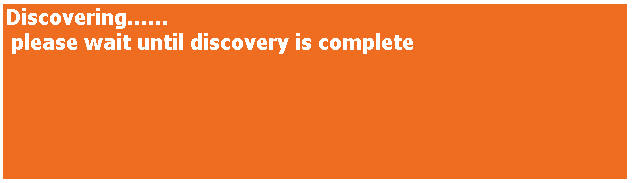 Discovering......
please wait until discovery is complete